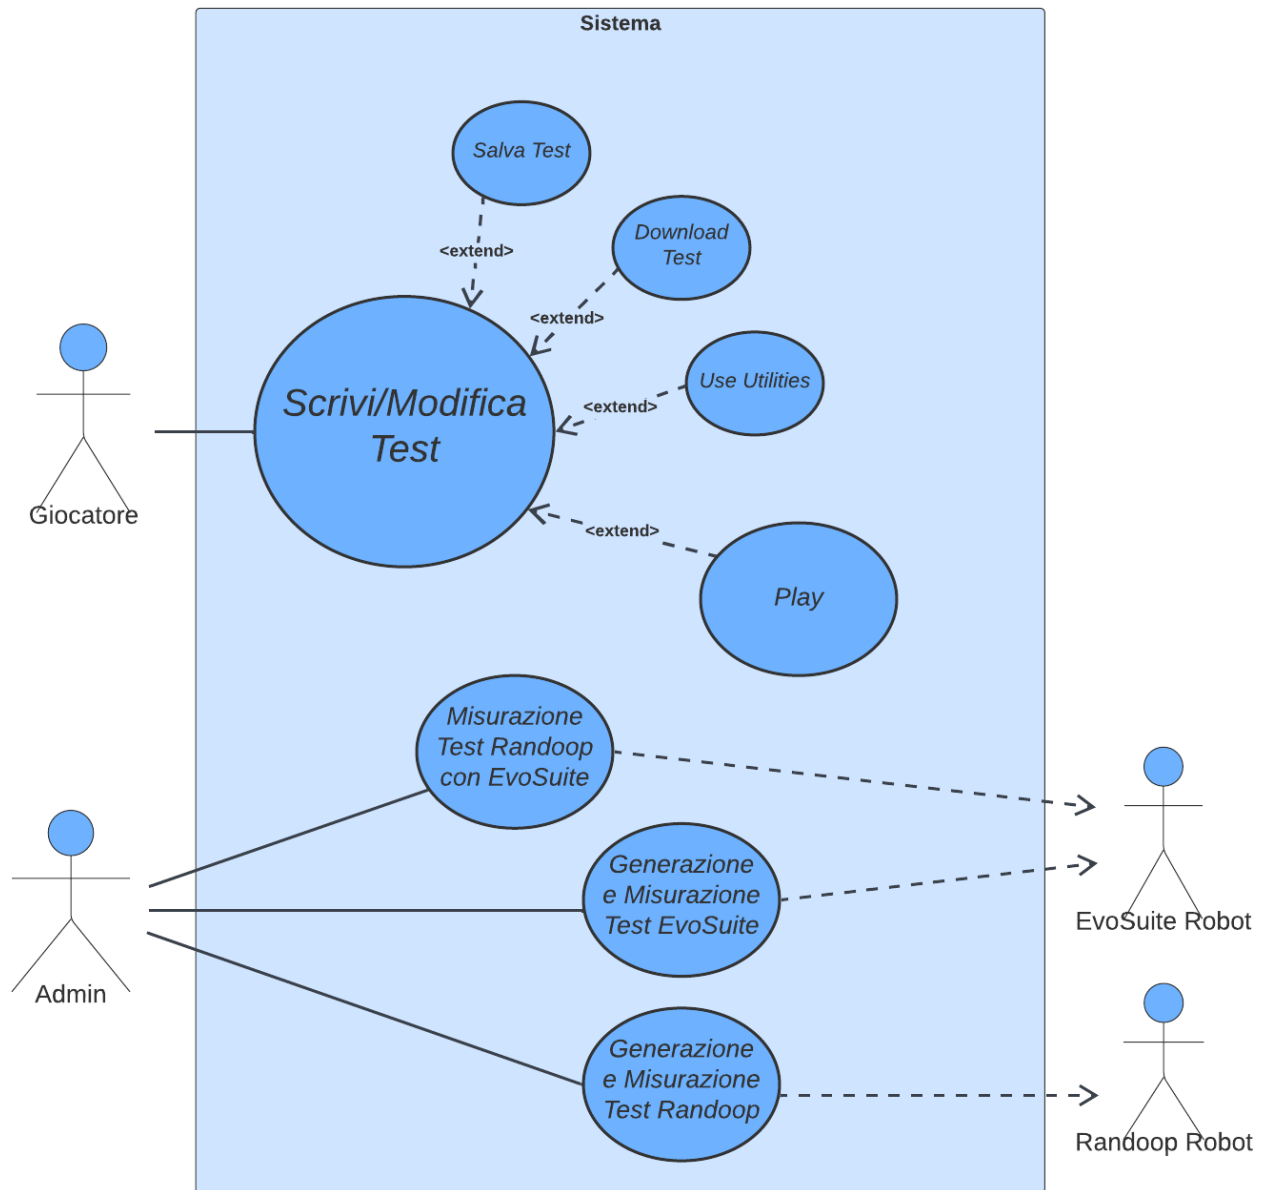 Sistema
Salva Test
<extend>
Download
Test
<extend>
Use Utilities
<extend>
Scrivi/Modifica
Test
Giocatore
<extend>
Play
Misurazione
Test Randoop
con EvoSuite
Generazione
e Misurazione
Test EvoSuite
EvoSuite Robot
Admin
Generazione
e Misurazione
Test Randoop
Randoop Robot